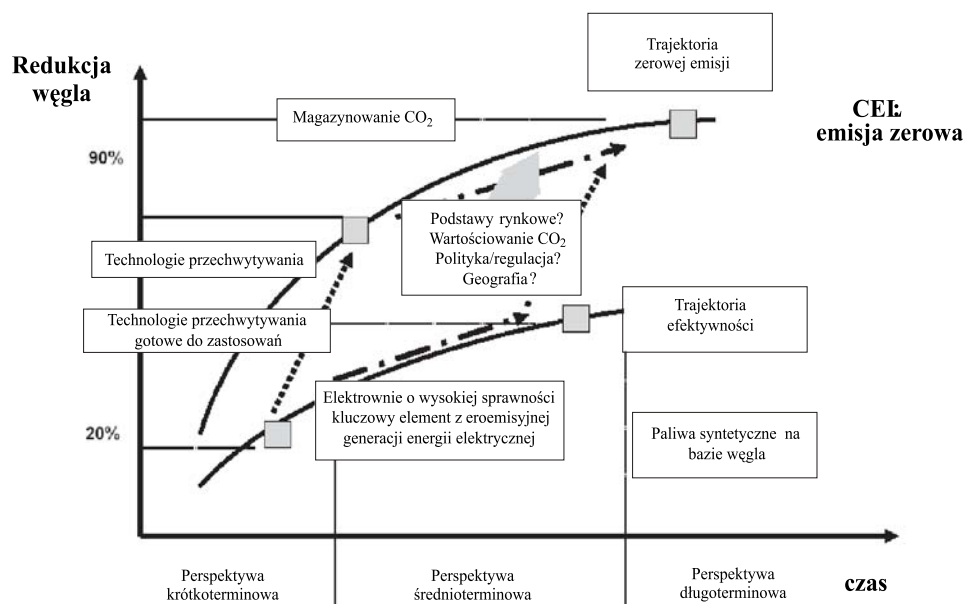 Redukcja
węgla
Trajektoria
zerowej emisji
CEL:
emisja zerowa
Magazynowanie CO₂
90%
Podstawy rynkowe?
Wartościowanie CO₂
Polityka/regulacja?
Geografia?
Technologie przechwytywania
Technologie przechwytywania
gotowe do zastosowań
Trajektoria
efektywności
Elektrownie o wysokiej sprawności
kluczowy element z eroemisyjnej
generacji energii elektrycznej
20%
Paliwa syntetyczne na
bazie węgla
Perspektywa
krótkoterminowa
Perspektywa
średnioterminowa
Perspektywa
długoterminowa
czas